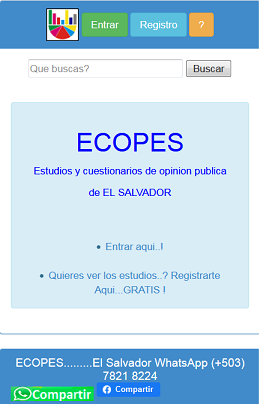 Entrar Registro ?
Que buscas? Buscar
ECOPES
Estudios y cuestionarios de opinion publica
de EL SALVADOR
Entrar aqui..!
Quieres ver los estudios..? Registrarte
Aqui...GRATIS !
ECOPES.........El Salvador WhatsApp (+503)
7821 8224
Compartir Compartir